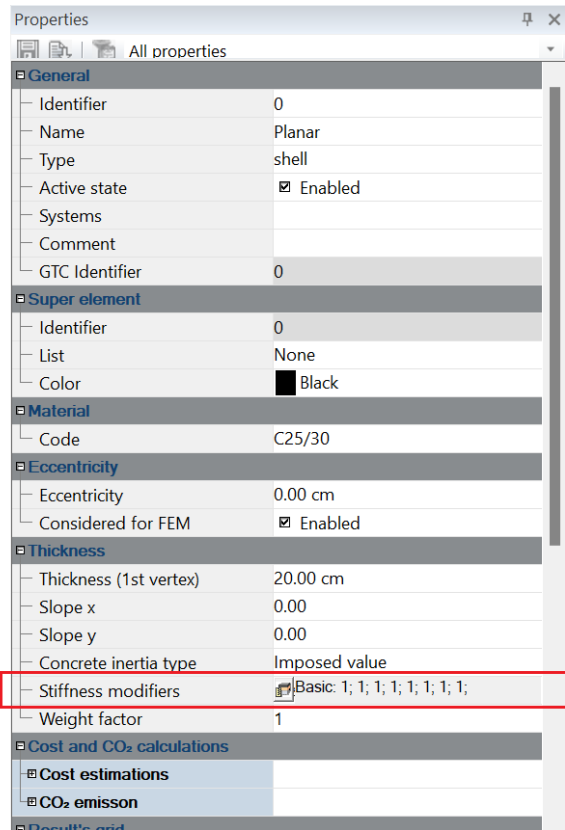 Properties
All properties
General
Identifier 0
Name Planar
Type shell
Active state Enabled
Systems
Comment
GTC Identifier 0
Super element
Identifier 0
List None
Color Black
Material
Code C25/30
Eccentricity
Eccentricity 0.00 cm
Considered for FEM Enabled
Thickness
Thickness (1st vertex) 20.00 cm
Slope x 0.00
Slope y 0.00
Concrete inertia type Imposed value
Stiffness modifiers Basic: 1; 1; 1; 1; 1; 1; 1; 1;
Weight factor 1
Cost and CO₂ calculations
Cost estimations
CO₂ emisson
Result's grid